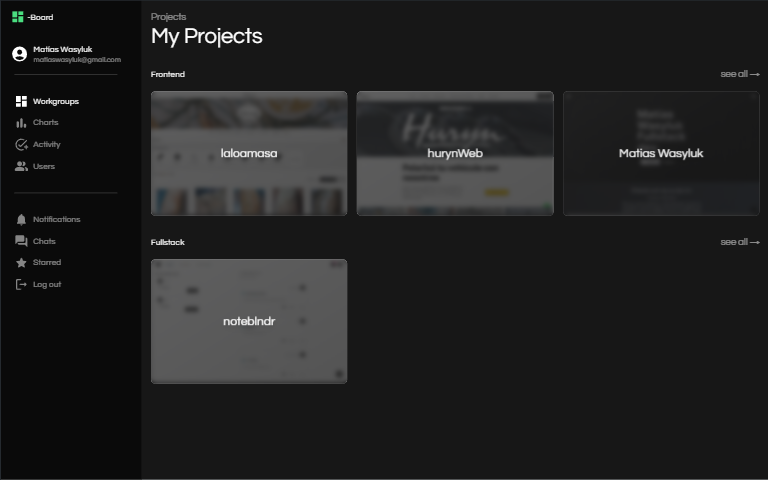 -Board
Matias Wasyluk
matiaswasyluk@gmail.com
Workgroups
Charts
Activity
Users
Notifications
Chats
Starred
Log out
Projects
My Projects
Frontend
see all →
laloamasa
hurynWeb
Matias Wasyluk
Fullstack
see all →
noteblndr